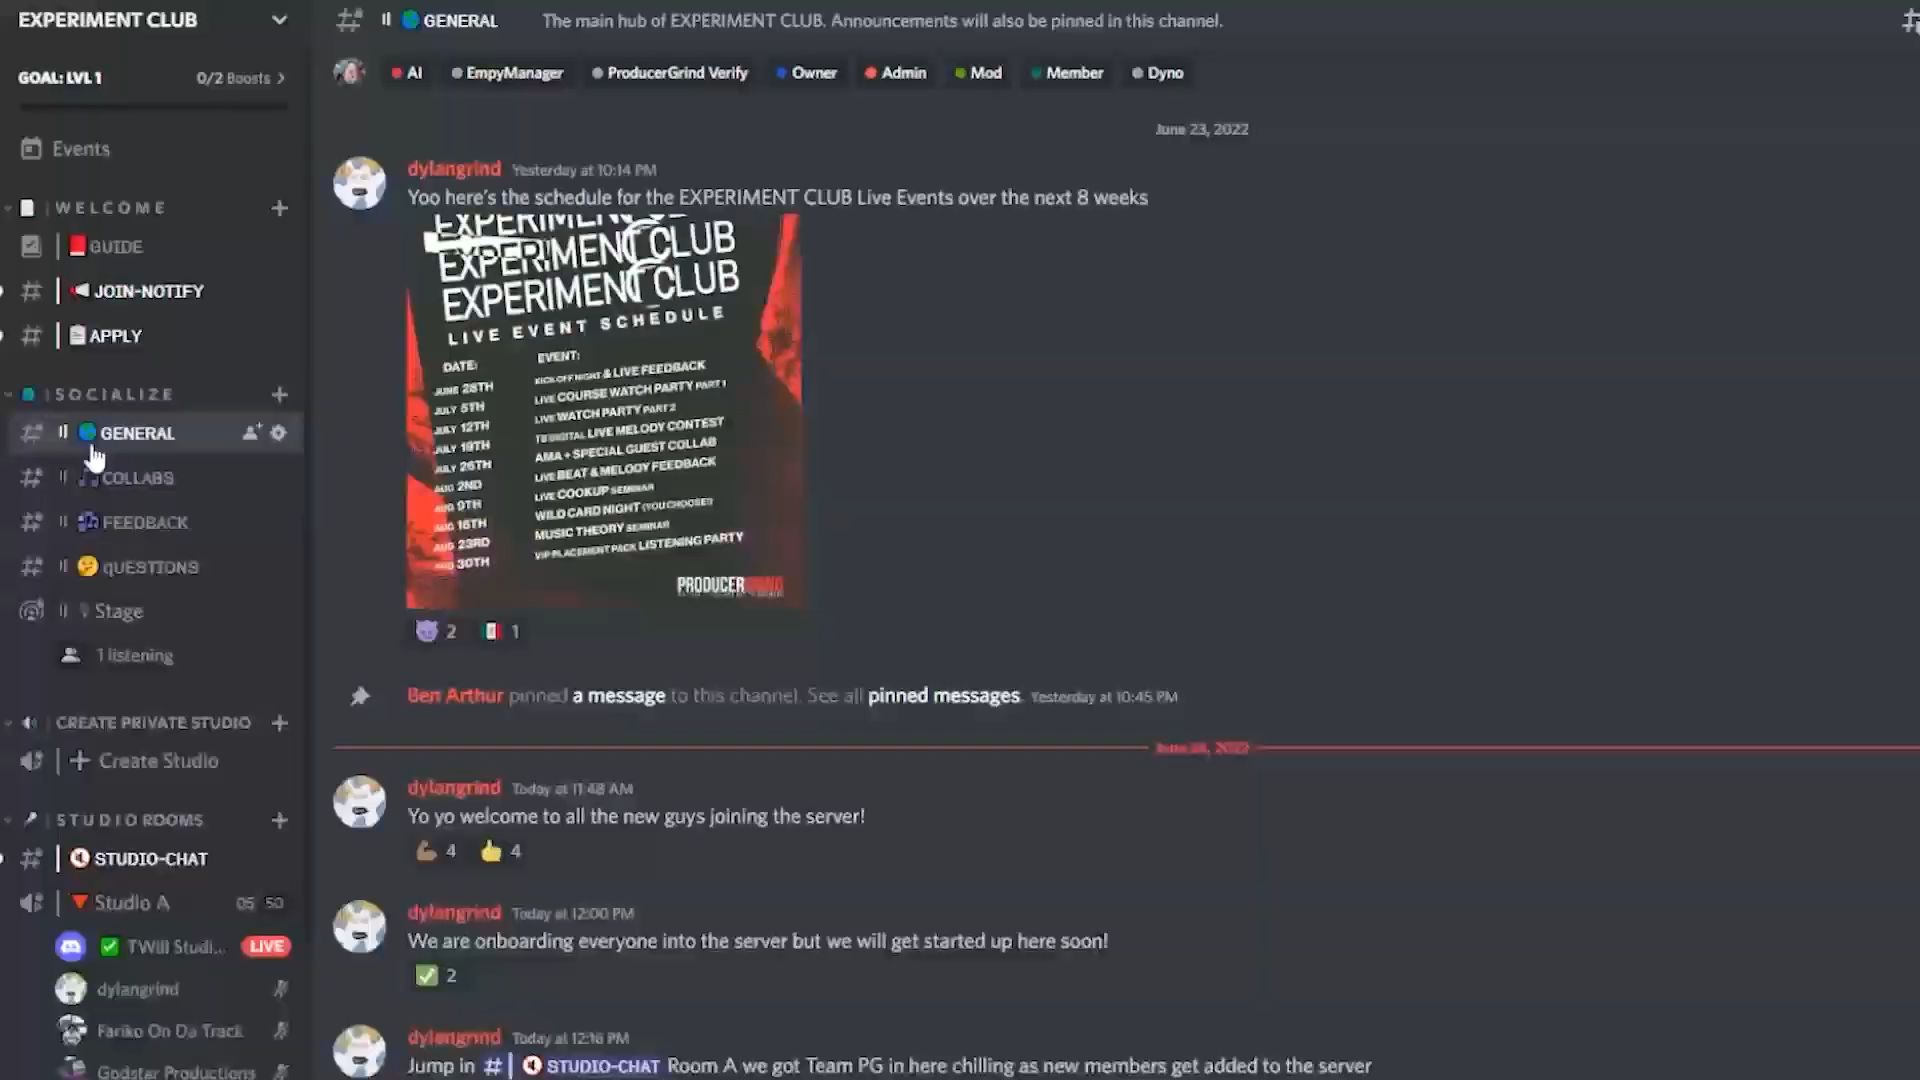 EXPERIMENT CLUB
GOAL: LVL 1
0/2 Boosts >
Events
WELCOME
GUIDE
JOIN-NOTIFY
APPLY
SOCIALIZE
GENERAL
COLLABS
FEEDBACK
QUESTIONS
Stage
1 listening
CREATE PRIVATE STUDIO
Create Studio
STUDIO ROOMS
STUDIO-CHAT
Studio A
05 50
TWill Studi... LIVE
dylangrind
Fariko On Da Track
Godstar Productions
GENERAL
The main hub of EXPERIMENT CLUB. Announcements will also be pinned in this channel.
AI EmpyManager ProducerGrind Verify Owner Admin Mod Member Dyno
June 23, 2022
dylangrind Yesterday at 10:14 PM
Yoo here's the schedule for the EXPERIMENT CLUB Live Events over the next 8 weeks
EXPERIMENT CLUB
EXPERIMENT CLUB
EXPERIMENT CLUB
LIVE EVENT SCHEDULE
DATE: EVENT:
JUNE 28TH KICK OFF NIGHT & LIVE FEEDBACK
JULY 5TH LIVE COURSE WATCH PARTY PART 1
JULY 12TH LIVE WATCH PARTY PART 2
JULY 19TH TB DIGITAL LIVE MELODY CONTEST
JULY 26TH AMA + SPECIAL GUEST COLLAB
AUG 2ND LIVE BEAT & MELODY FEEDBACK
AUG 9TH LIVE COOKUP SEMINAR
AUG 16TH WILD CARD NIGHT (YOU CHOOSE!)
AUG 23RD MUSIC THEORY SEMINAR
AUG 30TH VIP PLACEMENT PACK LISTENING PARTY
PRODUCERGRIND
2 1
Ben Arthur pinned a message to this channel. See all pinned messages. Yesterday at 10:45 PM
dylangrind Today at 11:48 AM
Yo yo welcome to all the new guys joining the server!
4 4
dylangrind Today at 12:00 PM
We are onboarding everyone into the server but we will get started up here soon!
2
dylangrind Today at 12:16 PM
Jump in # STUDIO-CHAT Room A we got Team PG in here chilling as new members get added to the server